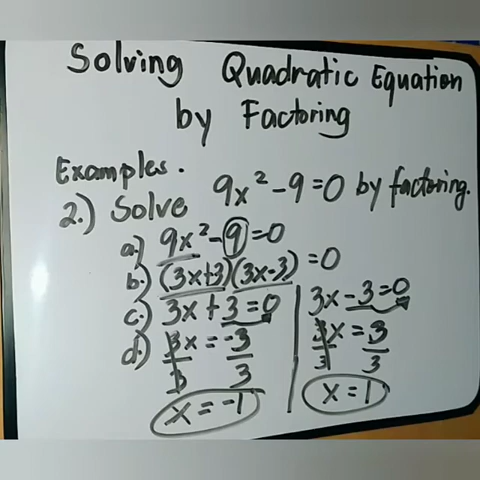 Solving Quadratic Equation
by Factoring
Examples.
2.) Solve 9x² - 9 = 0 by factoring.
a.) 9x² - 9 = 0
b.) (3x+3)(3x-3) = 0
c.) 3x + 3 = 0
d.) 3x = -3
3 3
x = -1
3x - 3 = 0
3x = 3
3 3
x = 1